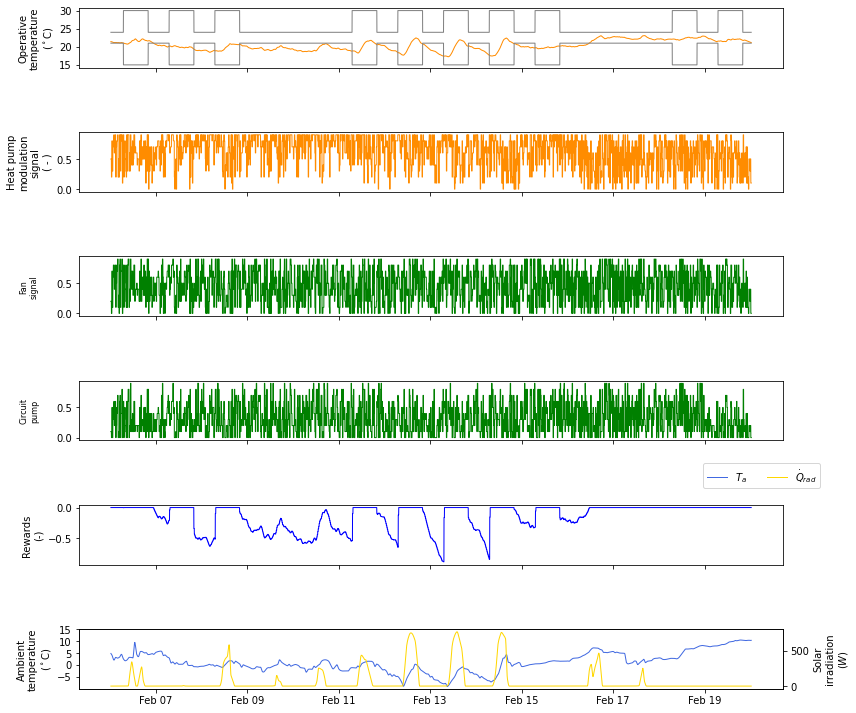 Operative
temperature
(°C)
30
25
20
15
Heat pump
modulation
signal
( - )
0.5
0.0
Fan
signal
0.5
0.0
Circuit
pump
0.5
0.0
T_a
Q̇_rad
Rewards
(-)
0.0
−0.5
Ambient
temperature
(°C)
15
10
5
0
−5
500
0
Solar
irradiation
(W)
Feb 07 Feb 09 Feb 11 Feb 13 Feb 15 Feb 17 Feb 19